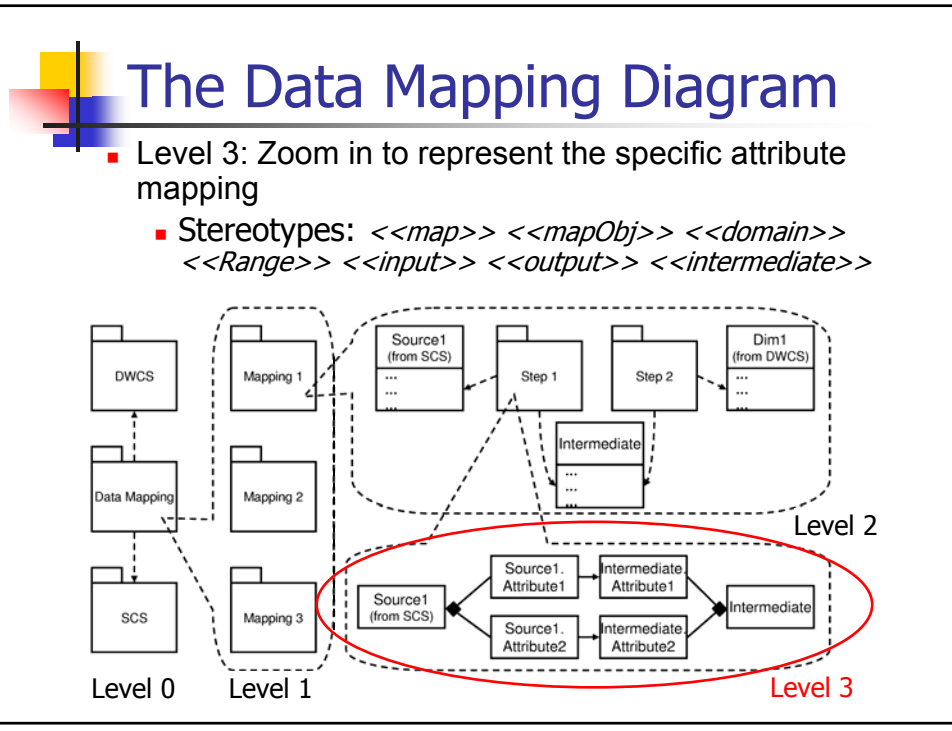 The Data Mapping Diagram
Level 3: Zoom in to represent the specific attribute
mapping
Stereotypes: <<map>> <<mapObj>> <<domain>>
<<Range>> <<input>> <<output>> <<intermediate>>
DWCS
Data Mapping
SCS
Level 0
Mapping 1
Mapping 2
Mapping 3
Level 1
Source1
(from SCS)
...
...
...
Step 1
Step 2
Dim1
(from DWCS)
...
...
...
Intermediate
...
...
...
Level 2
Source1
(from SCS)
Source1.
Attribute1
Intermediate.
Attribute1
Source1.
Attribute2
Intermediate.
Attribute2
Intermediate
Level 3